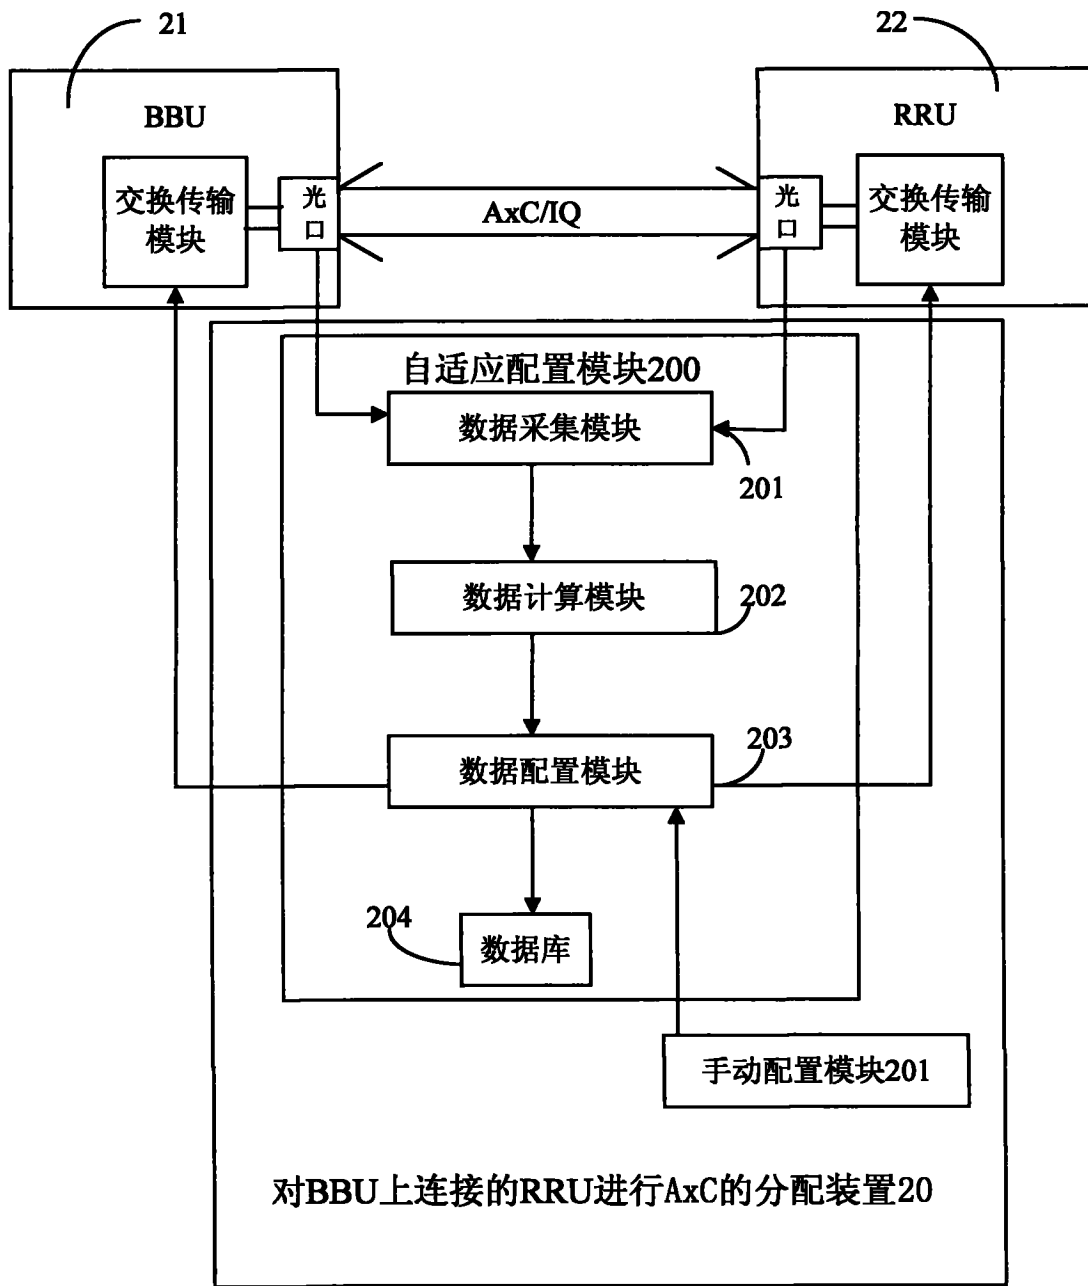 21
22
BBU
RRU
交换传输
模块
光
口
AxC/IQ
光
口
交换传输
模块
自适应配置模块200
数据采集模块
201
数据计算模块
202
数据配置模块
203
204
数据库
手动配置模块201
对BBU上连接的RRU进行AxC的分配装置20